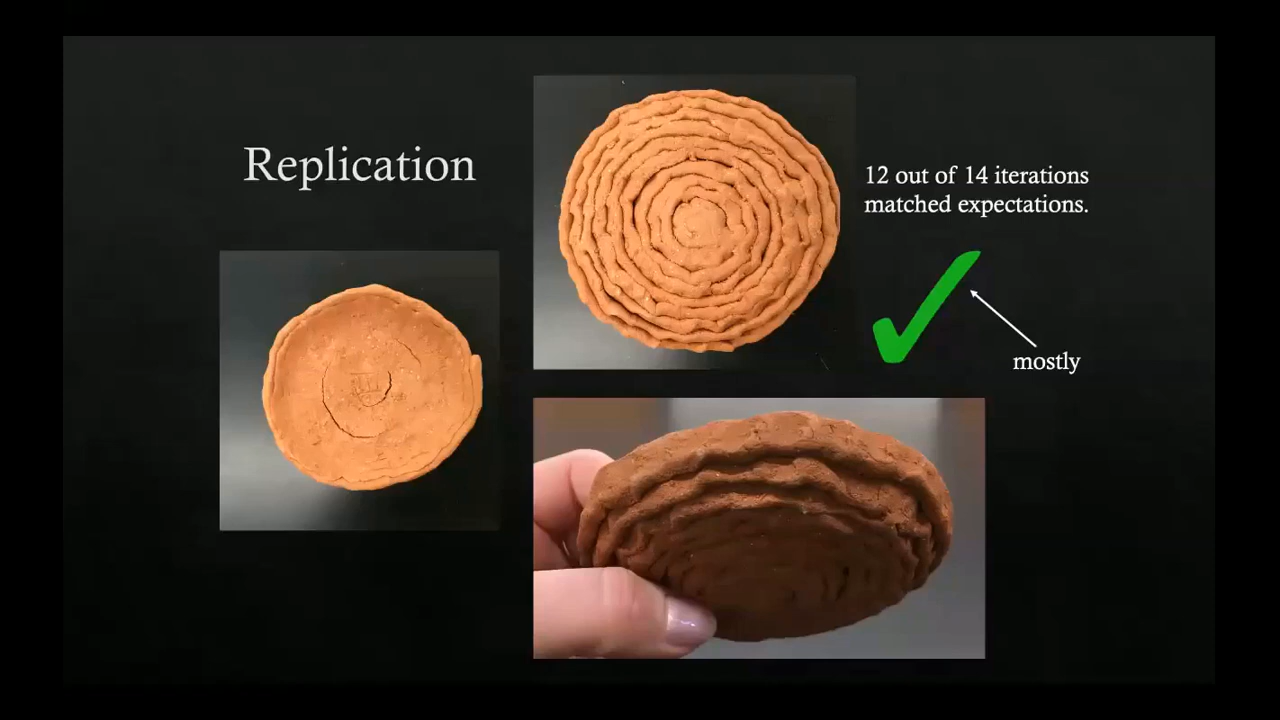 Replication
12 out of 14 iterations
matched expectations.
mostly